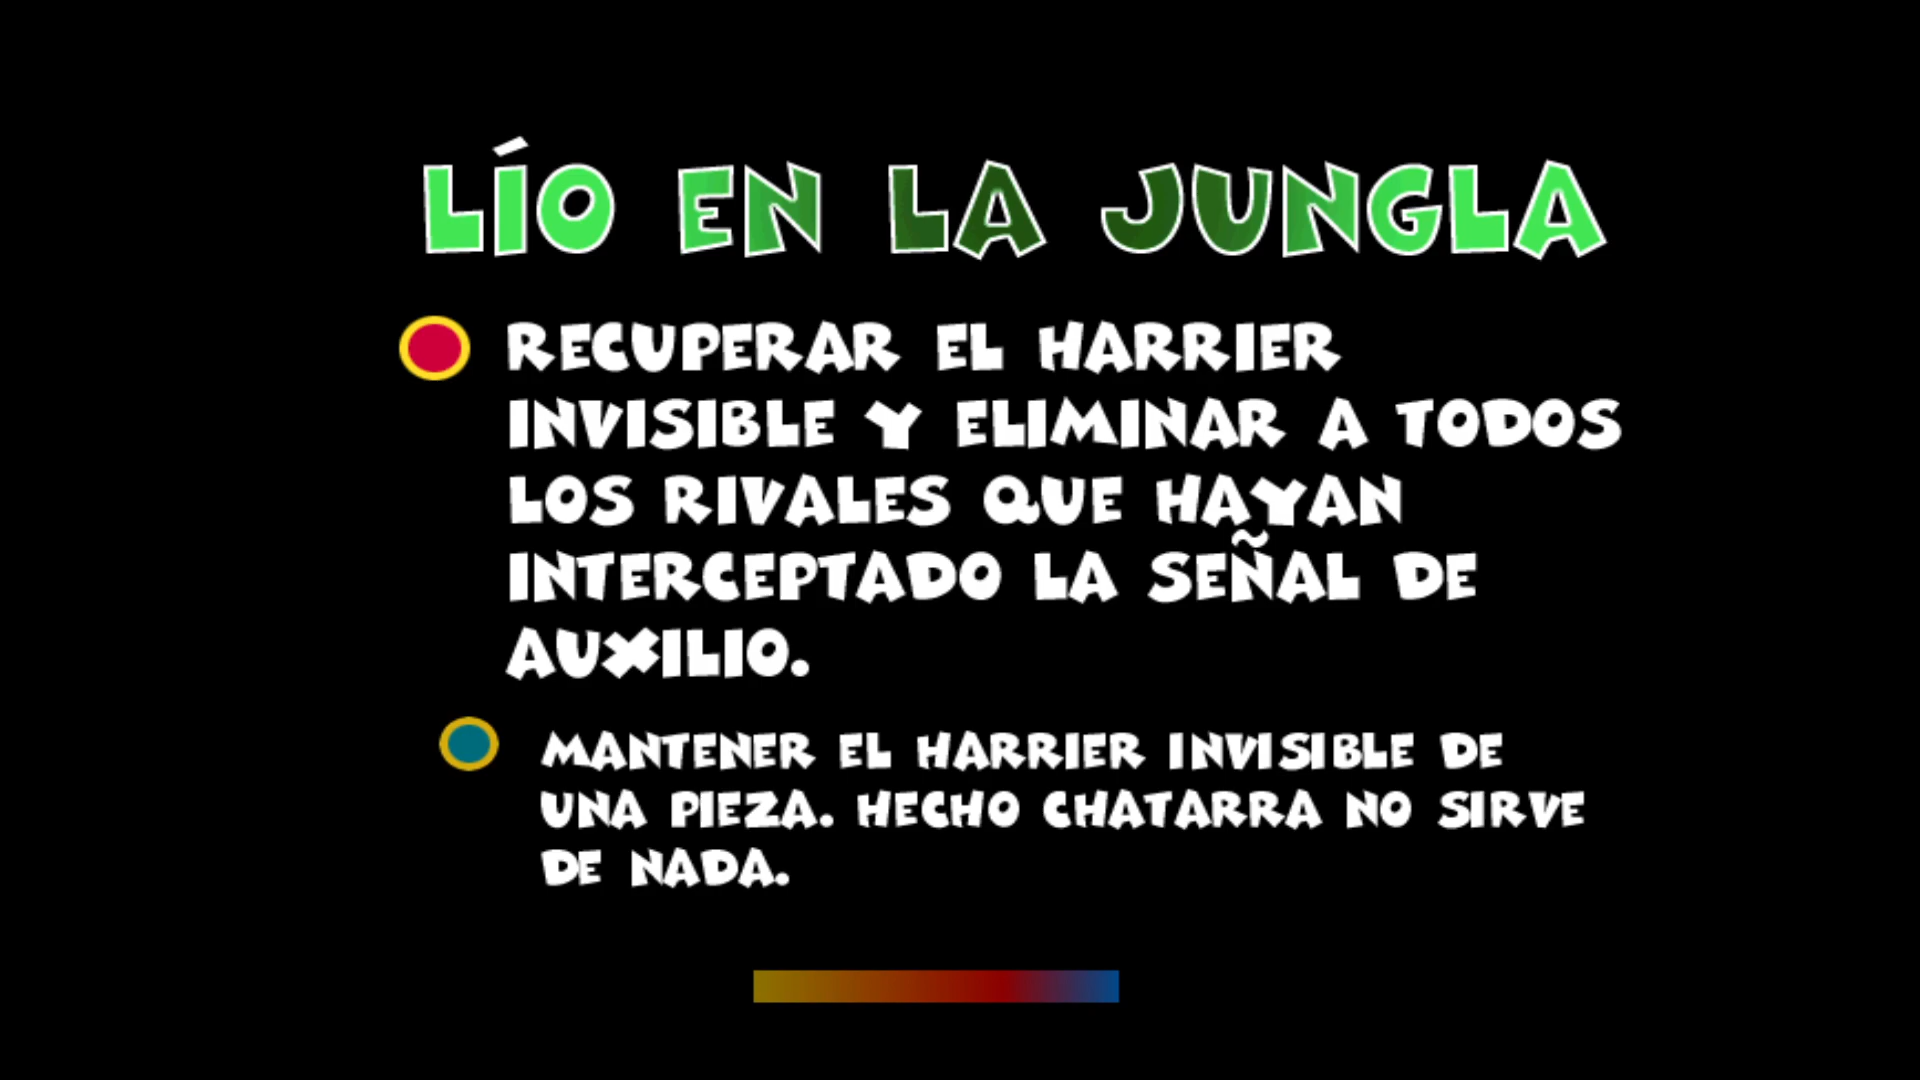 LÍO EN LA JUNGLA
RECUPERAR EL HARRIER
INVISIBLE Y ELIMINAR A TODOS
LOS RIVALES QUE HAYAN
INTERCEPTADO LA SEÑAL DE
AUXILIO.
MANTENER EL HARRIER INVISIBLE DE
UNA PIEZA. HECHO CHATARRA NO SIRVE
DE NADA.